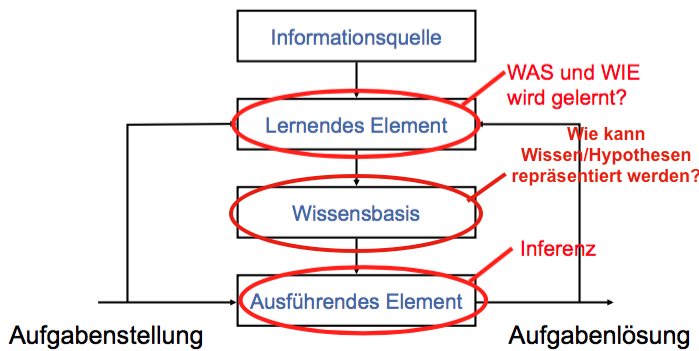 Informationsquelle
WAS und WIE
wird gelernt?
Lernendes Element
Wie kann
Wissen/Hypothesen
repräsentiert werden?
Wissensbasis
Inferenz
Ausführendes Element
Aufgabenstellung
Aufgabenlösung